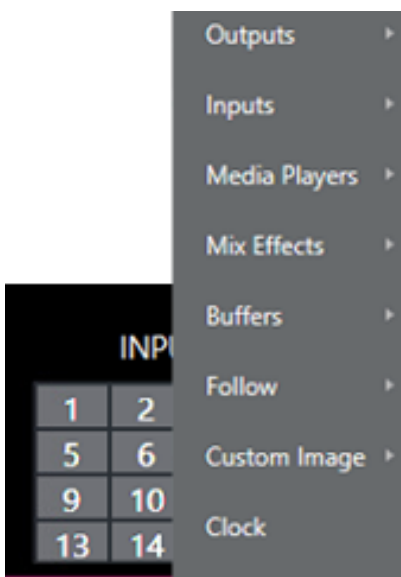 Outputs
Inputs
Media Players
Mix Effects
Buffers
Follow
Custom Image
Clock
INPU
1 2
5 6
9 10
13 14